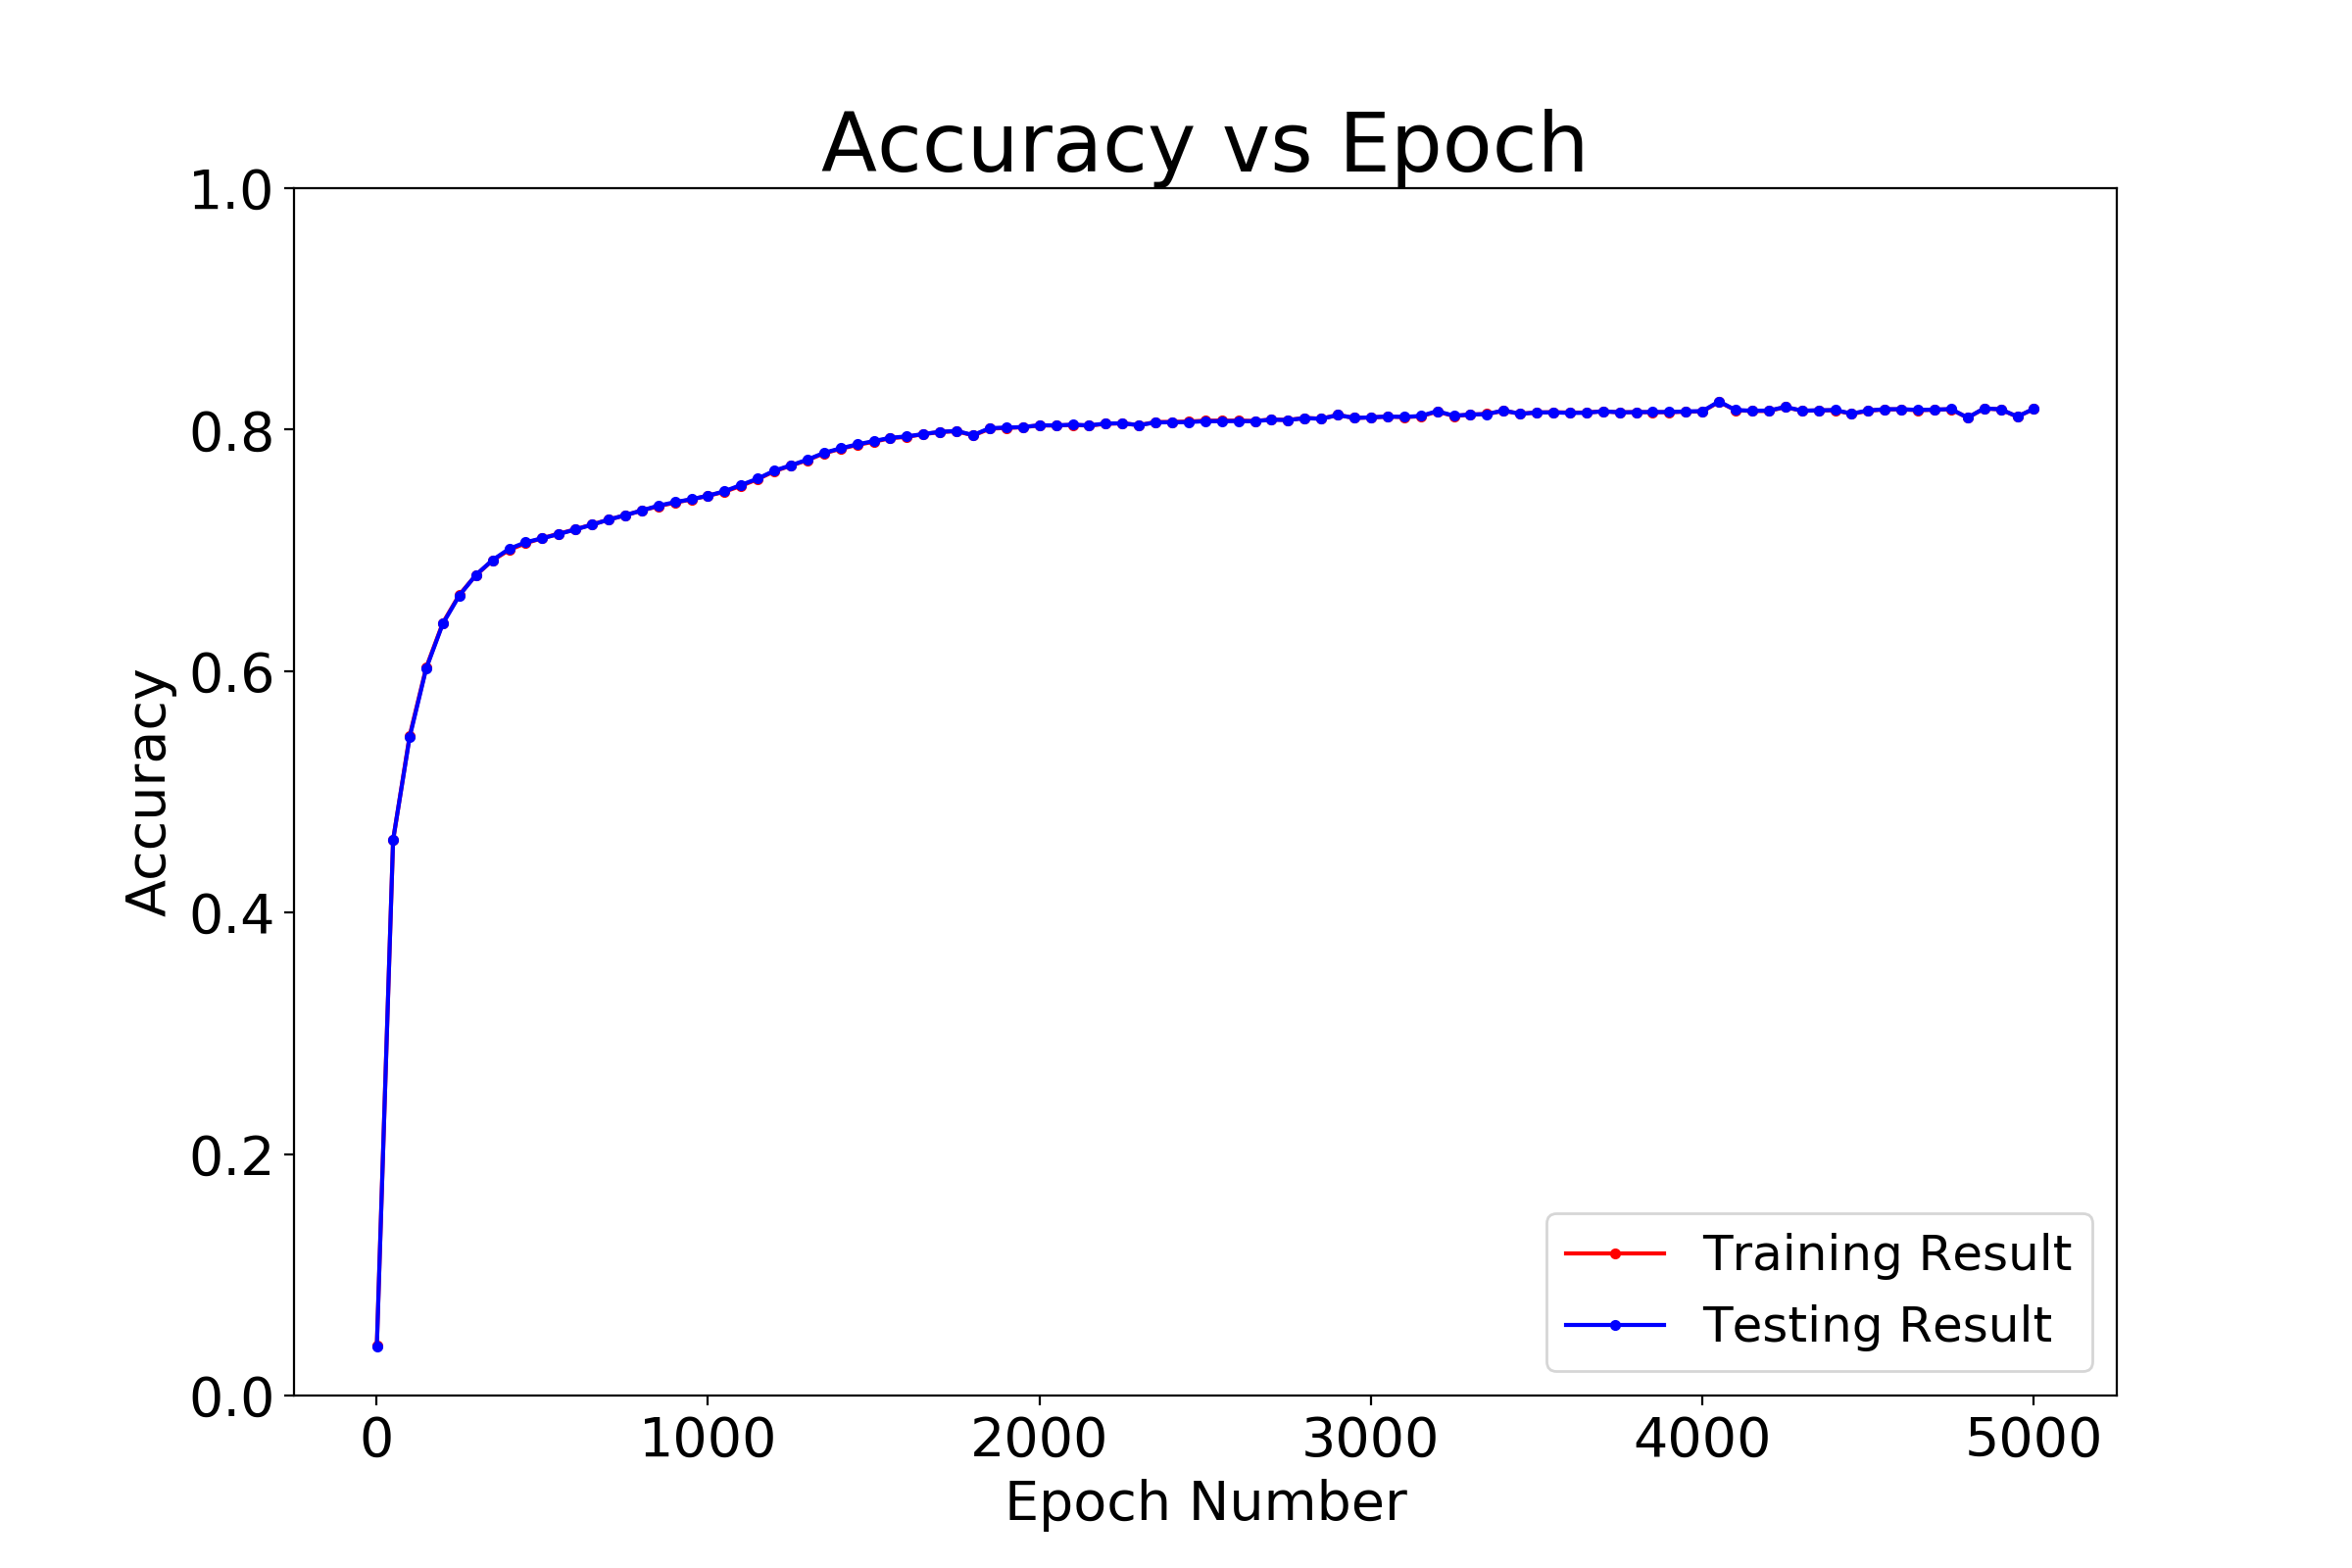 Accuracy vs Epoch
1.0
0.8
0.6
0.4
0.2
0.0
Accuracy
0 1000 2000 3000 4000 5000
Epoch Number
Training Result
Testing Result